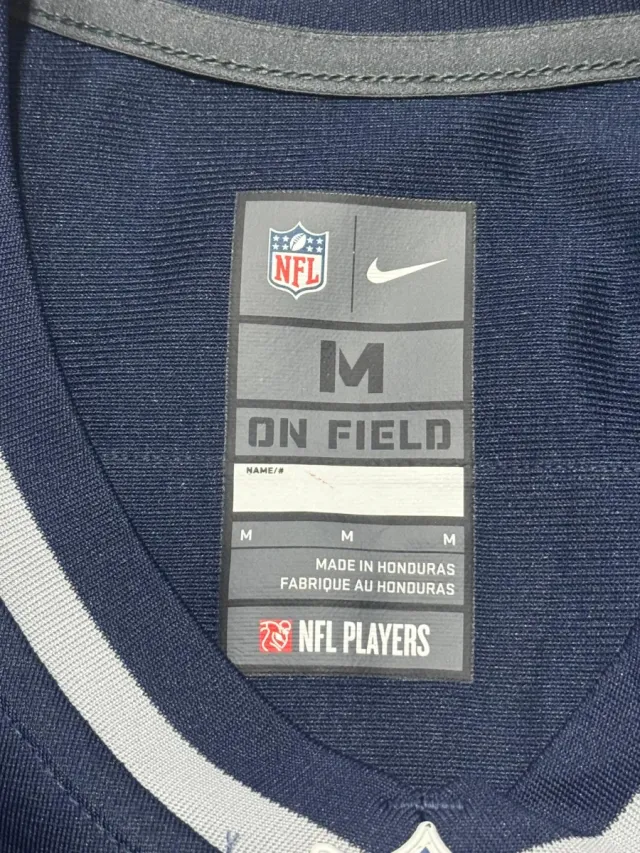 NFL
M
ON FIELD
NAME/#
M M M
MADE IN HONDURAS
FABRIQUE AU HONDURAS
NFL PLAYERS